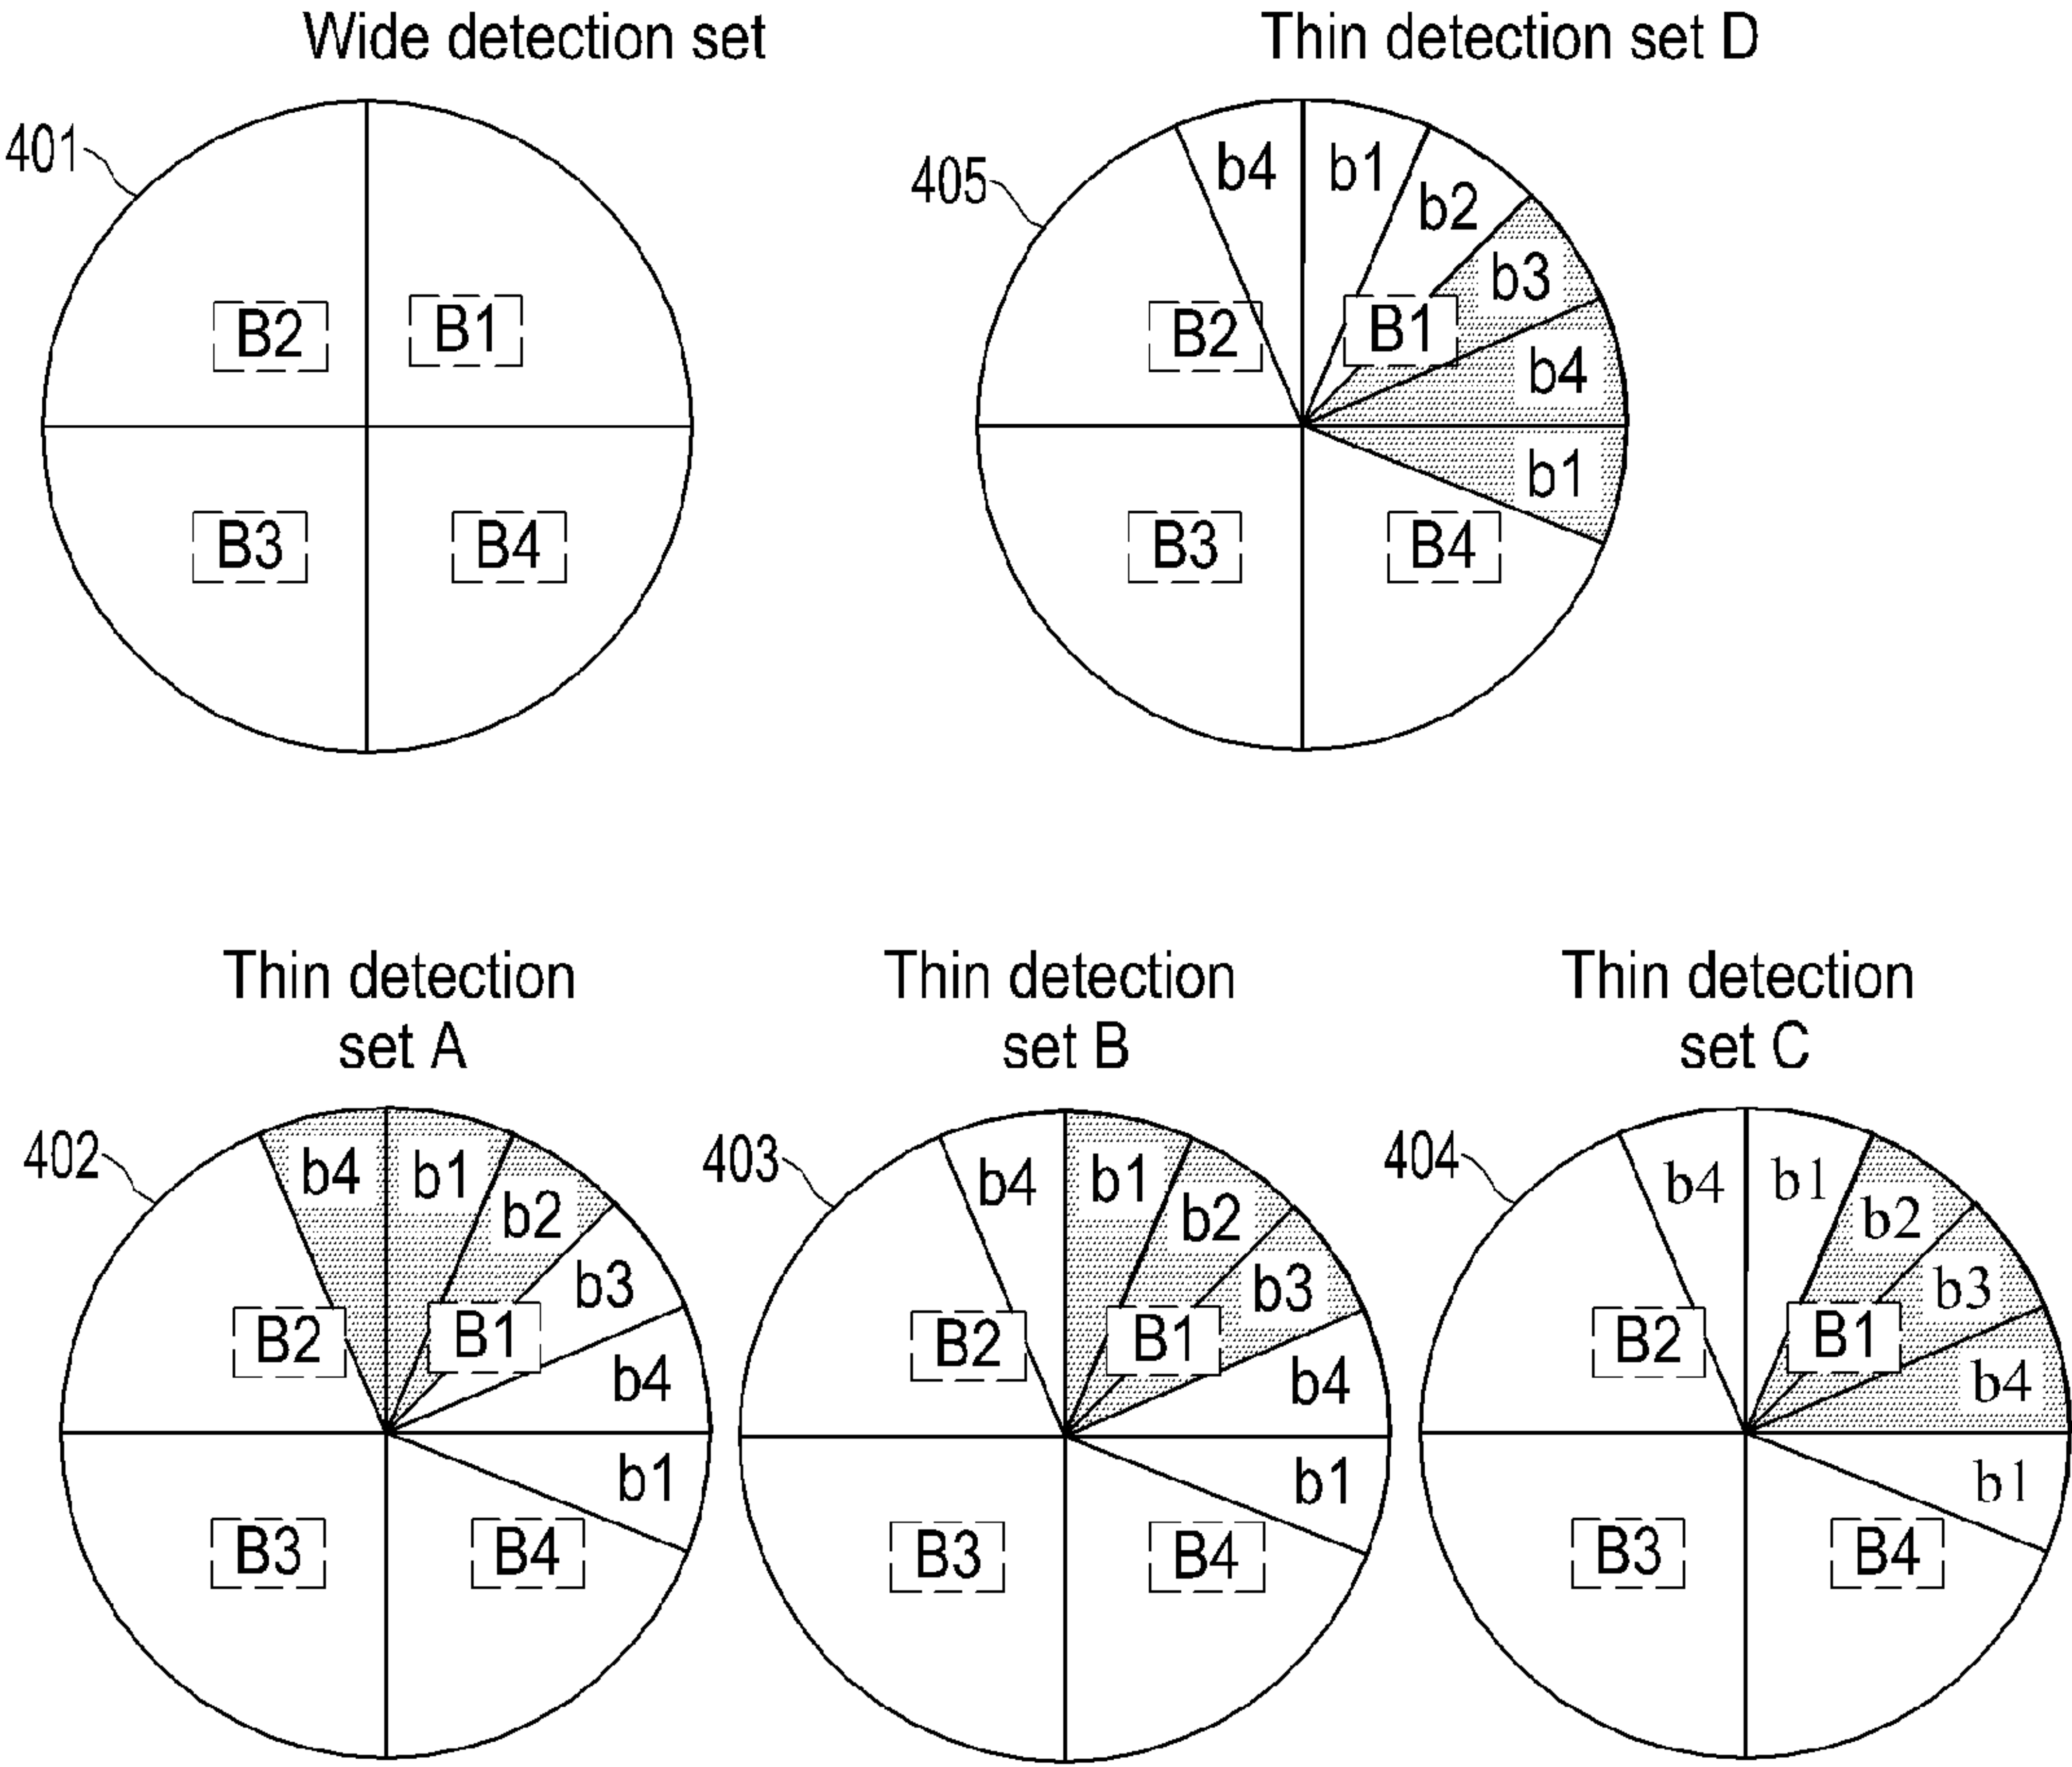 Wide detection set
Thin detection set D
401
B2
B1
B3
B4
405
b4
b1
b2
b3
b4
b1
B2
B1
B3
B4
Thin detection
set A
Thin detection
set B
Thin detection
set C
402
b4
b1
b2
b3
b4
b1
B2
B1
B3
B4
403
b4
b1
b2
b3
b4
b1
B2
B1
B3
B4
404
b4
b1
b2
b3
b4
b1
B2
B1
B3
B4